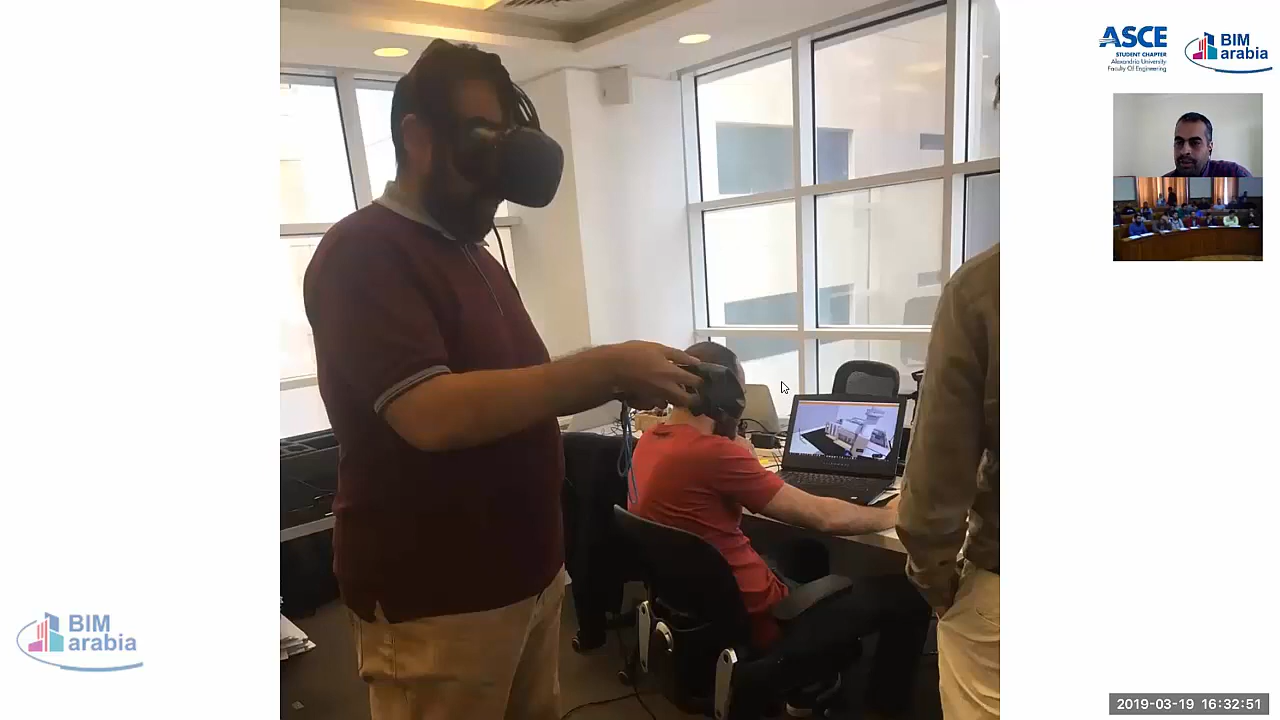 ASCE
STUDENT CHAPTER
Alexandria University
Faculty Of Engineering
BIM
arabia
BIM
arabia
2019-03-19 16:32:51